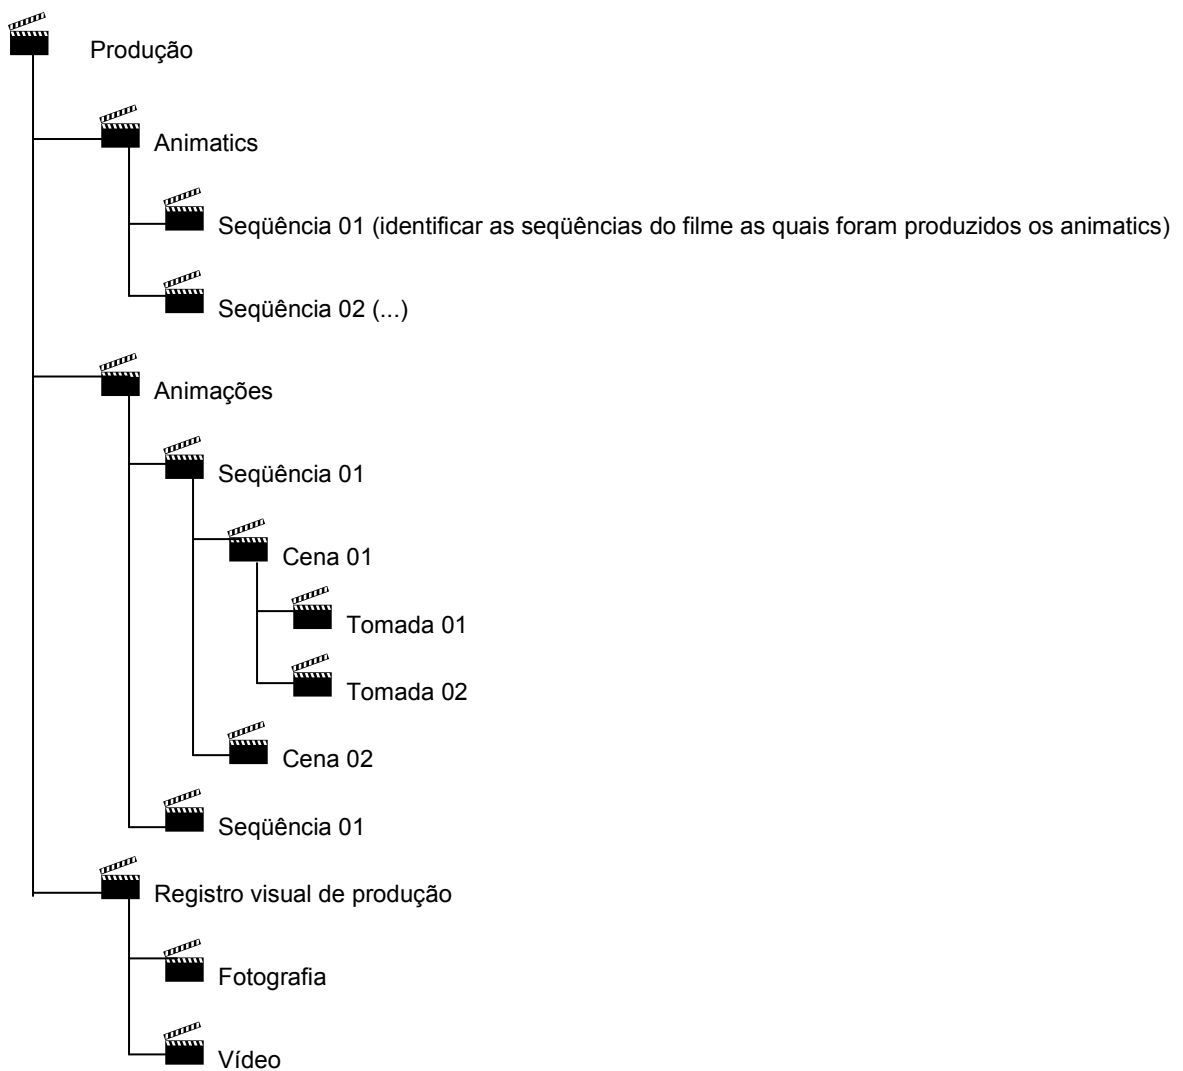 Produção
Animatics
Seqüência 01 (identificar as seqüências do filme as quais foram produzidos os animatics)
Seqüência 02 (...)
Animações
Seqüência 01
Cena 01
Tomada 01
Tomada 02
Cena 02
Seqüência 01
Registro visual de produção
Fotografia
Vídeo